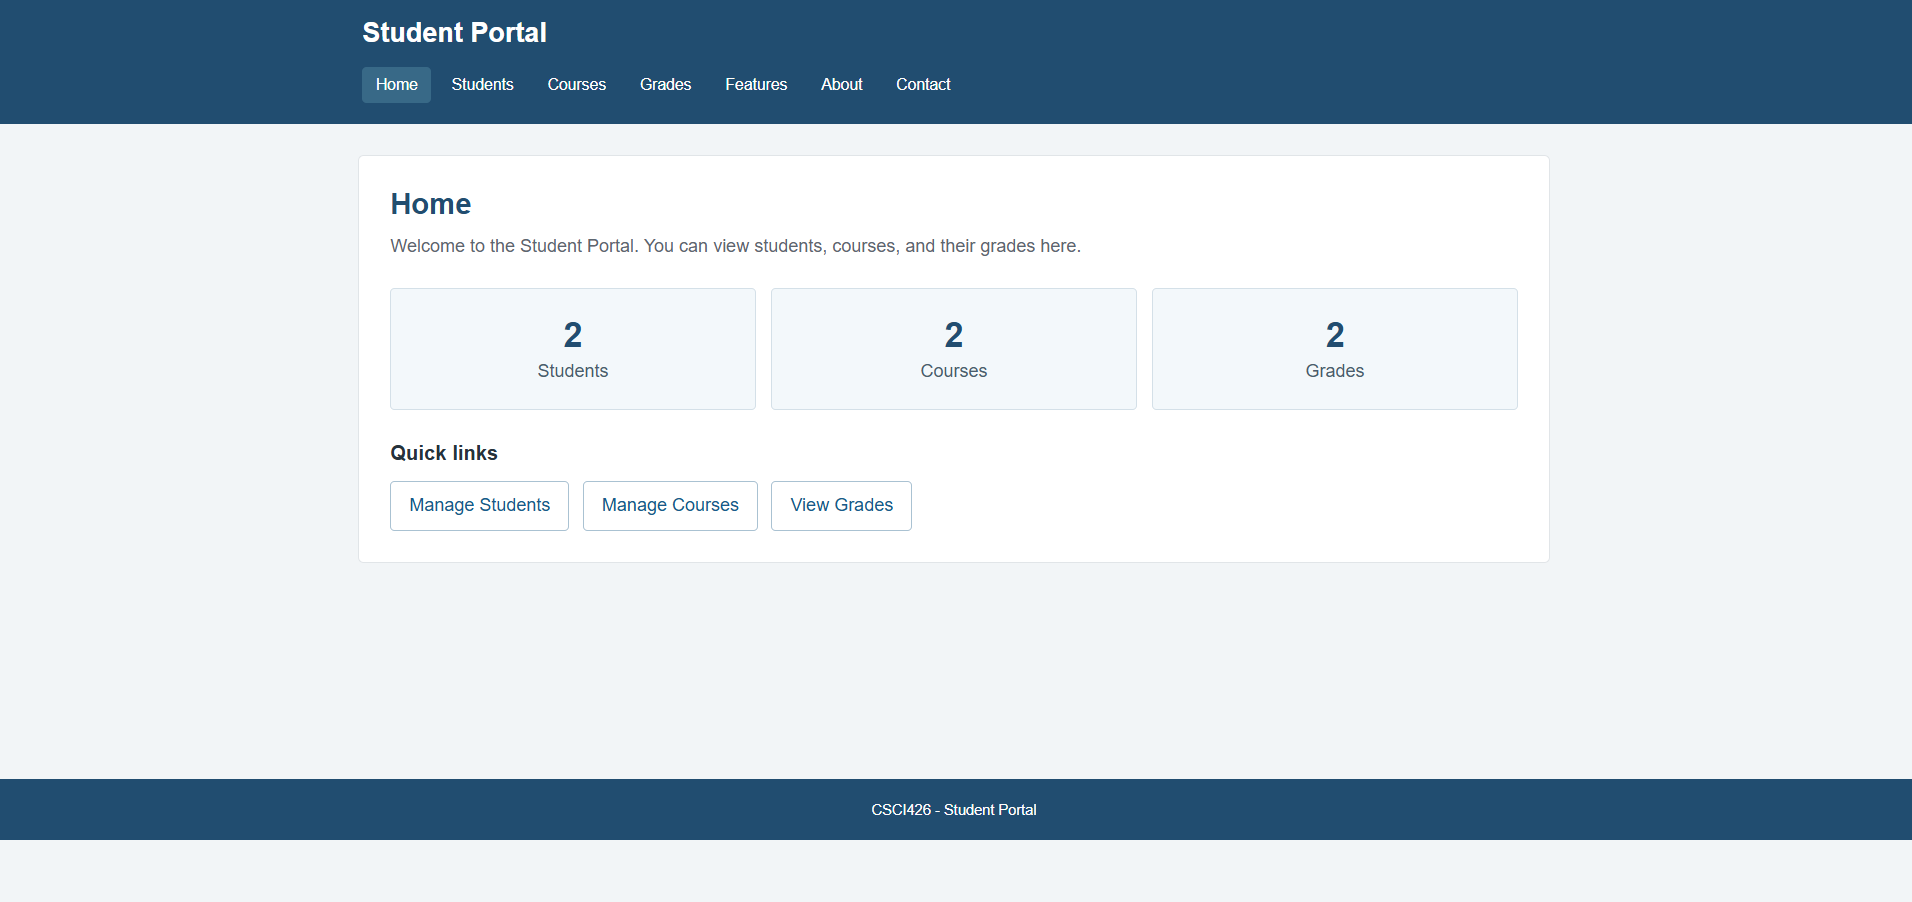 Student Portal
Home Students Courses Grades Features About Contact
Home
Welcome to the Student Portal. You can view students, courses, and their grades here.
2 2 2
Students Courses Grades
Quick links
Manage Students Manage Courses View Grades
CSCI426 - Student Portal